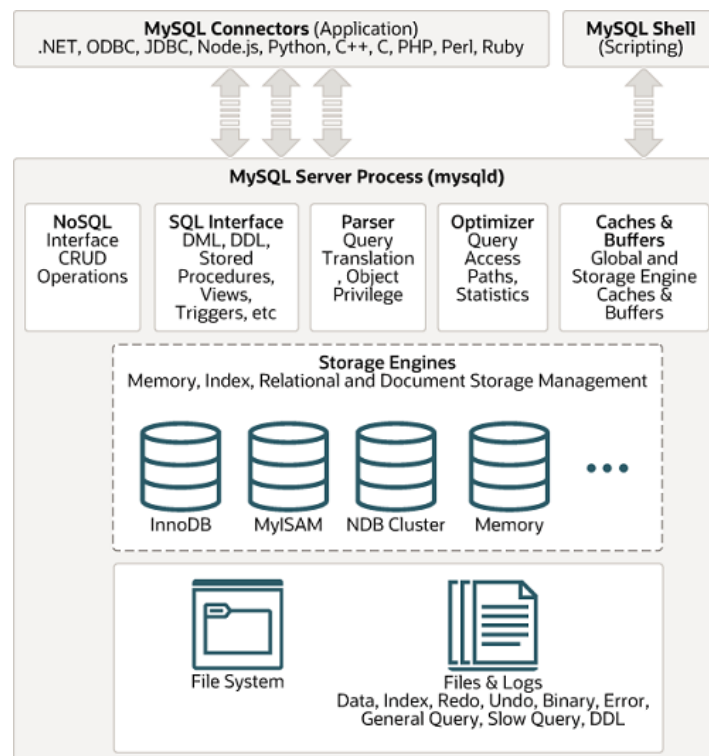 MySQL Connectors (Application)
.NET, ODBC, JDBC, Node.js, Python, C++, C, PHP, Perl, Ruby
MySQL Shell
(Scripting)
MySQL Server Process (mysqld)
NoSQL
Interface
CRUD
Operations
SQL Interface
DML, DDL,
Stored
Procedures,
Views,
Triggers, etc
Parser
Query
Translation
, Object
Privilege
Optimizer
Query
Access
Paths,
Statistics
Caches &
Buffers
Global and
Storage Engine
Caches &
Buffers
Storage Engines
Memory, Index, Relational and Document Storage Management
InnoDB
MyISAM
NDB Cluster
Memory
File System
Files & Logs
Data, Index, Redo, Undo, Binary, Error,
General Query, Slow Query, DDL